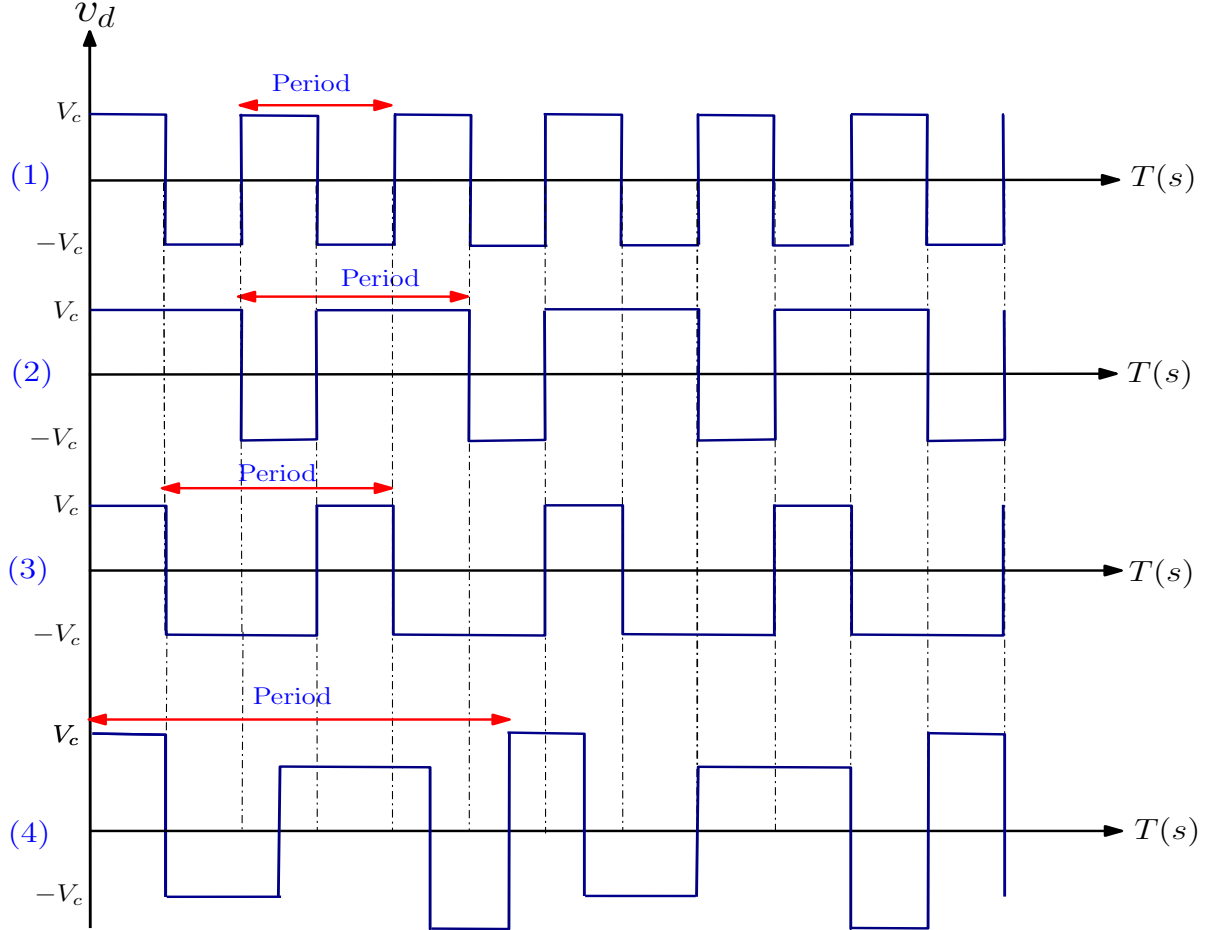 v_d
Period
V_c
(1)
T(s)
−V_c
Period
V_c
(2)
T(s)
−V_c
Period
V_c
(3)
T(s)
−V_c
Period
V_c
(4)
T(s)
−V_c